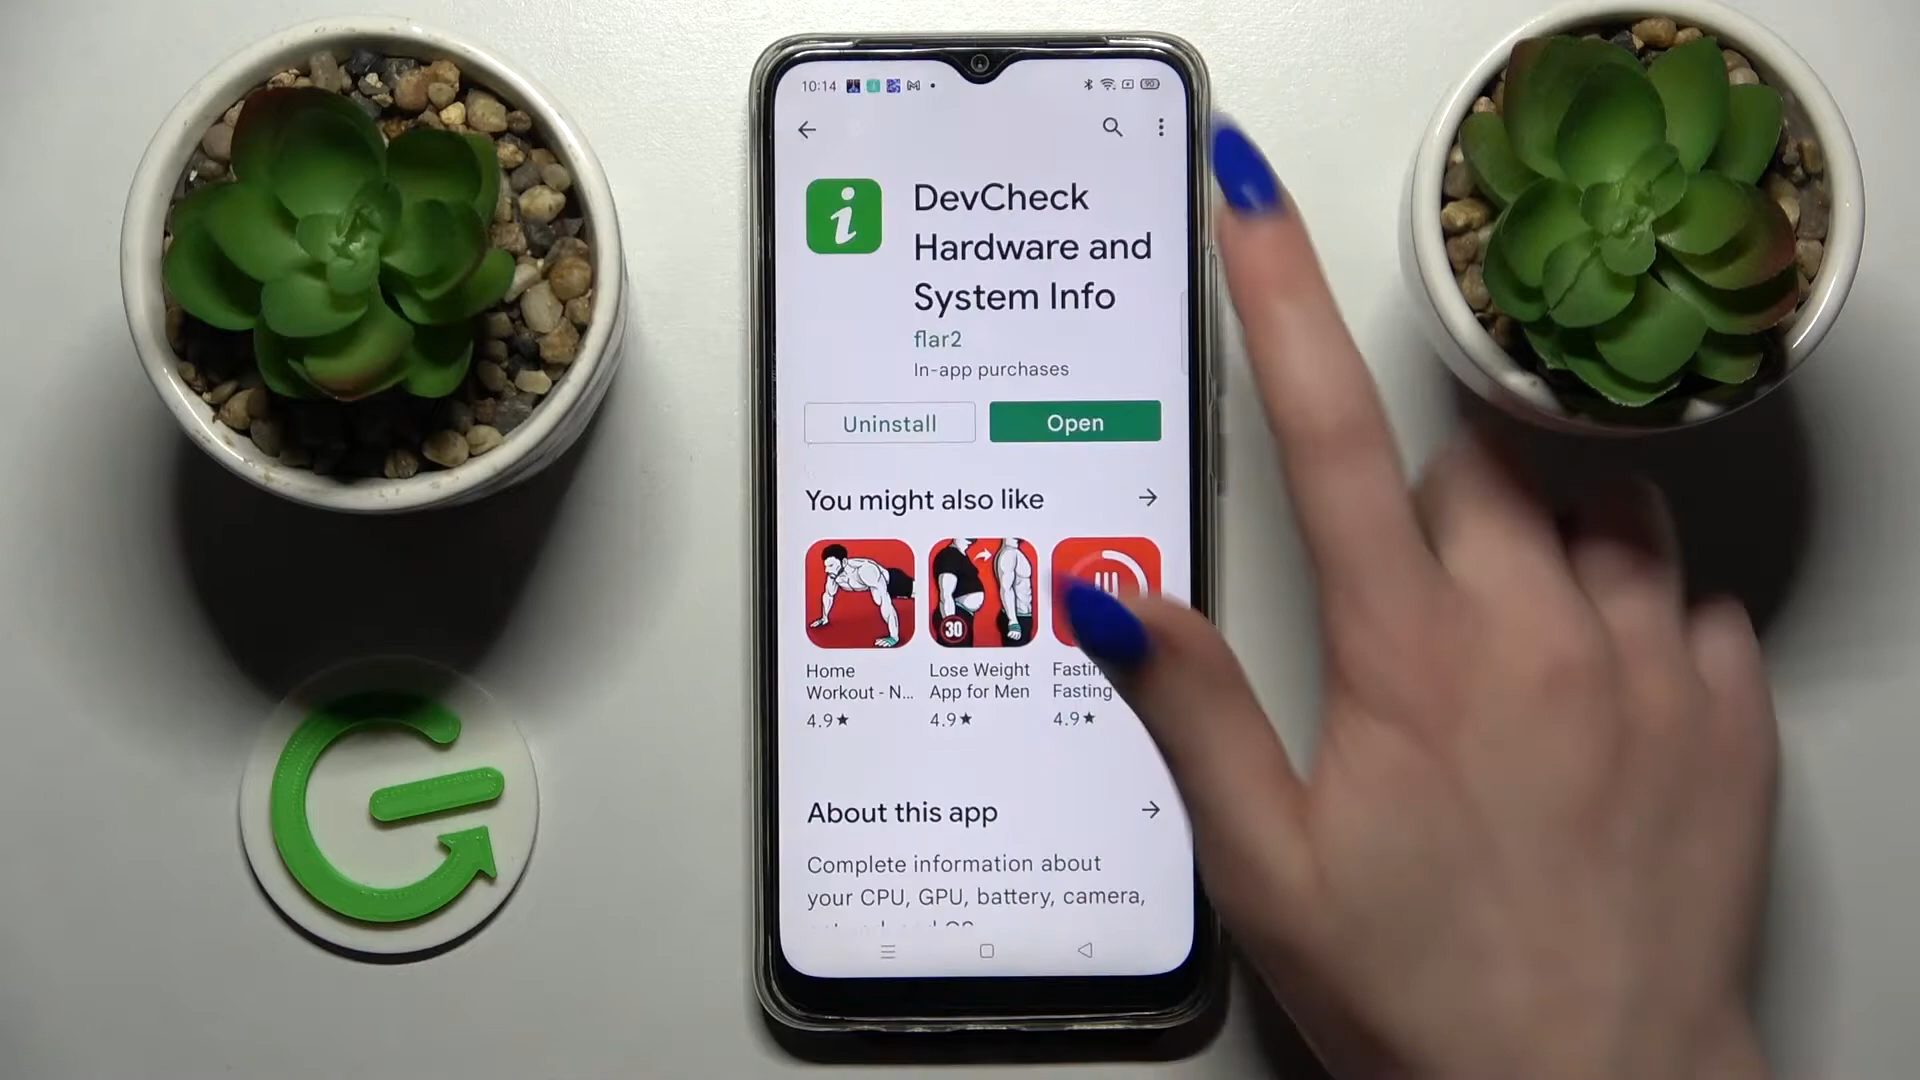 10:14
90
DevCheck
Hardware and
System Info
flar2
In-app purchases
Uninstall
Open
You might also like
30
Home
Workout - N...
Lose Weight
App for Men
Fasting
4.9★
4.9★
4.9★
About this app
Complete information about
your CPU, GPU, battery, camera,